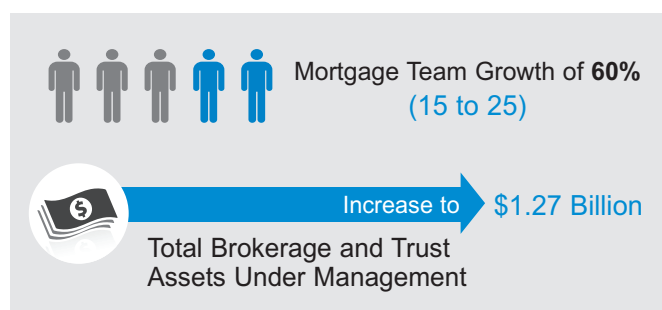 Mortgage Team Growth of 60%
(15 to 25)
$
Increase to
$1.27 Billion
Total Brokerage and Trust
Assets Under Management